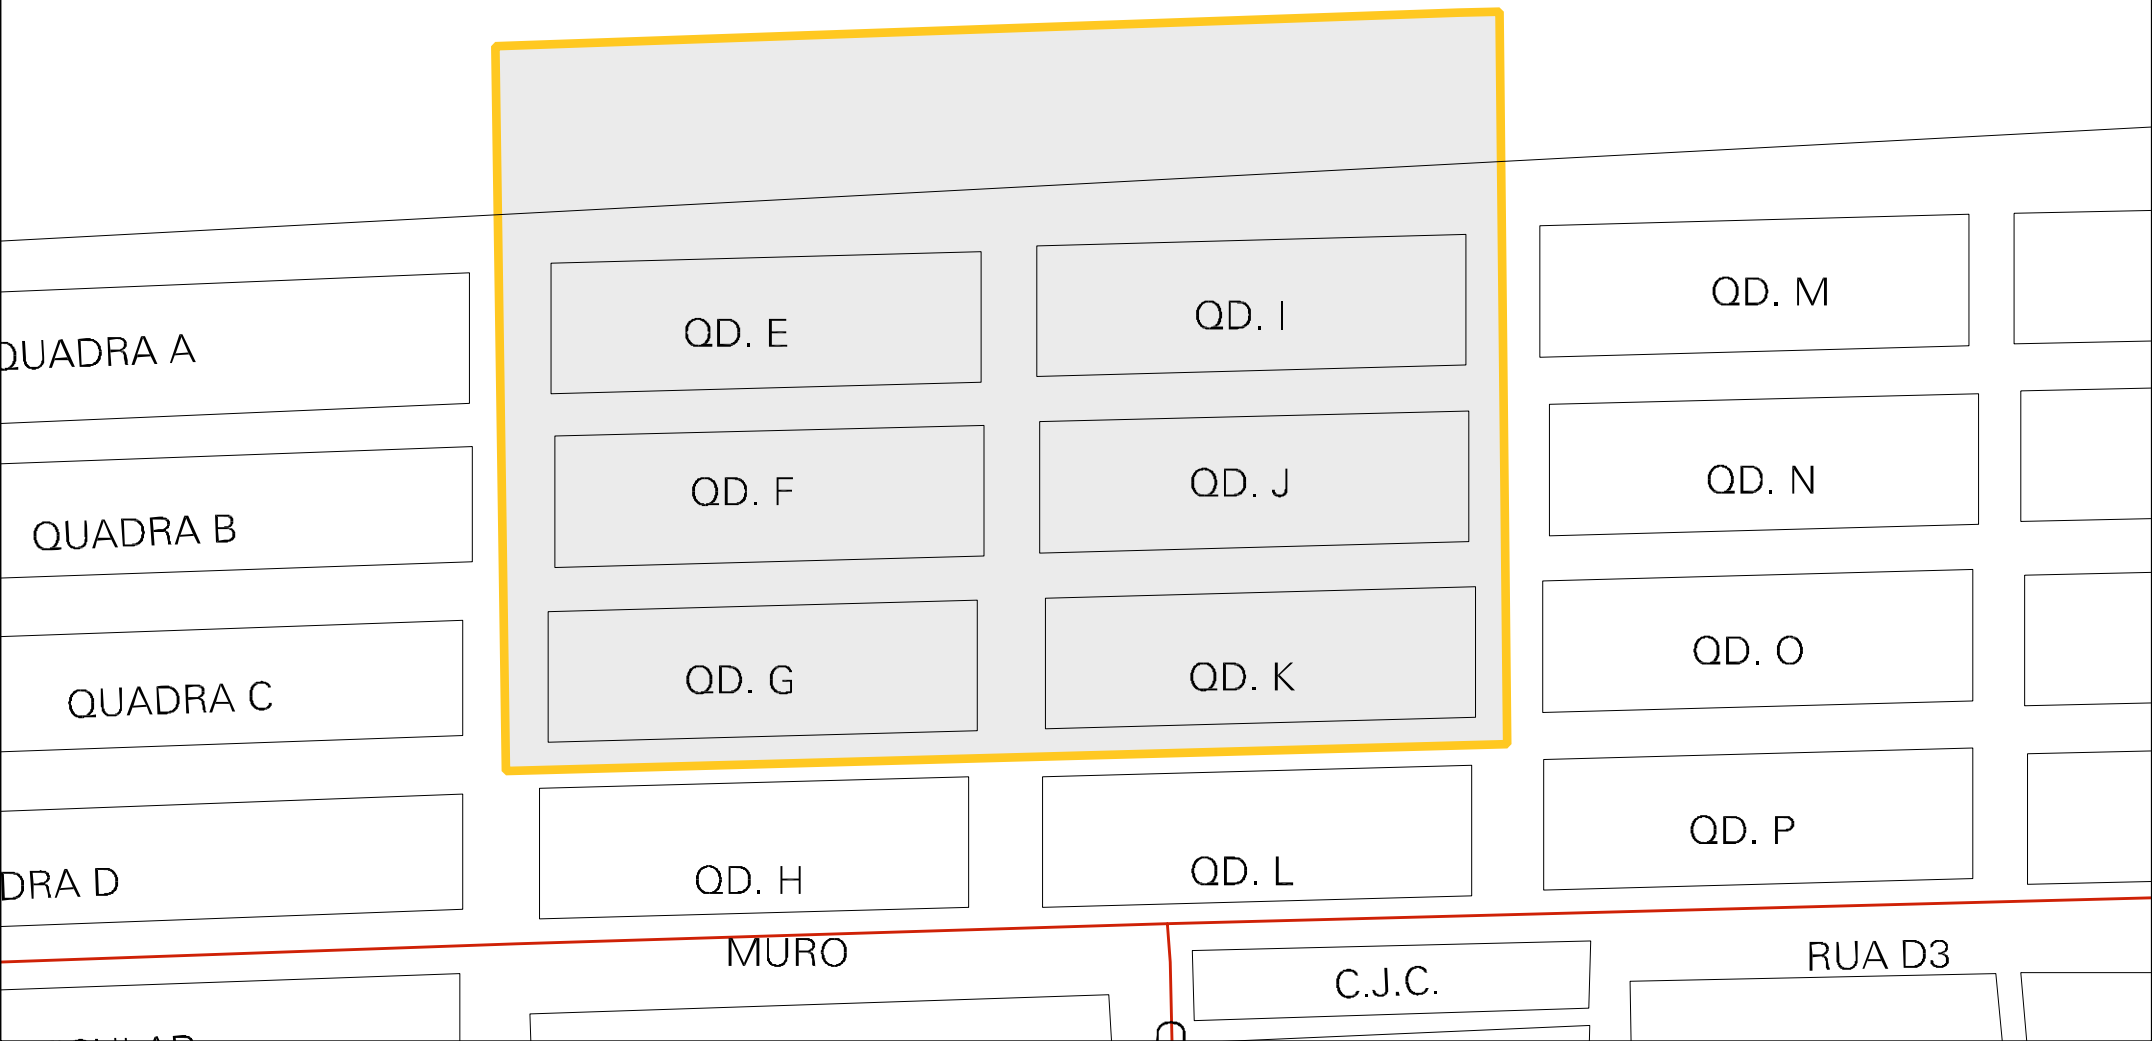 QUADRA A
QD. E
QD. I
QD. M
QUADRA B
QD. F
QD. J
QD. N
QUADRA C
QD. G
QD. K
QD. O
DRA D
QD. H
QD. L
QD. P
MURO
C.J.C.
RUA D3